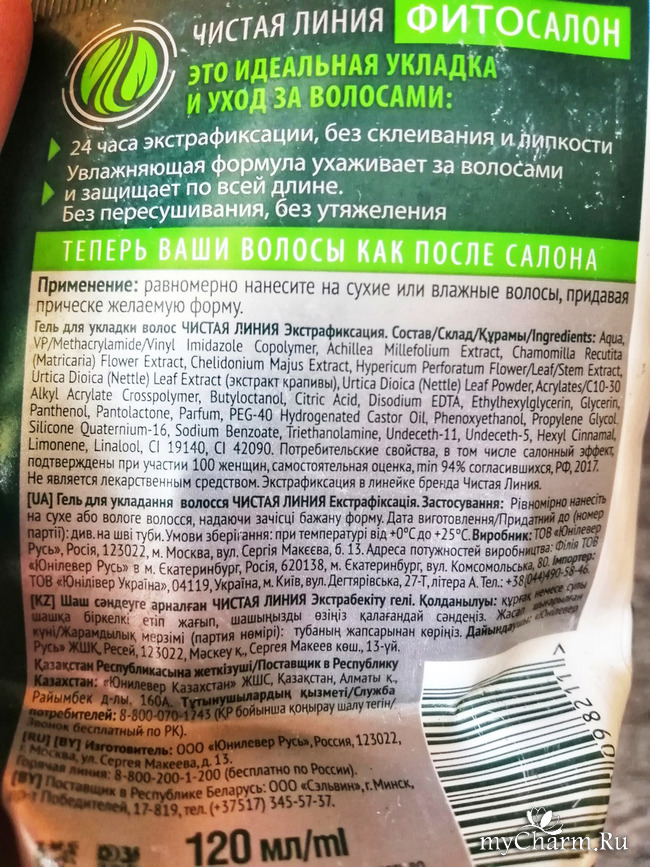 ЧИСТАЯ ЛИНИЯ ФИТОСАЛОН
ЭТО ИДЕАЛЬНАЯ УКЛАДКА
И УХОД ЗА ВОЛОСАМИ:
24 часа экстрафиксации, без склеивания и липкости
Увлажняющая формула ухаживает за волосами
и защищает по всей длине.
Без пересушивания, без утяжеления
ТЕПЕРЬ ВАШИ ВОЛОСЫ КАК ПОСЛЕ САЛОНА
Применение: равномерно нанесите на сухие или влажные волосы, придавая
прическе желаемую форму.
Гель для укладки волос ЧИСТАЯ ЛИНИЯ Экстрафиксация. Состав/Склад/Құрамы/Ingredients: Aqua,
VP/Methacrylamide/Vinyl Imidazole Copolymer, Achillea Millefolium Extract, Chamomilla Recutita
(Matricaria) Flower Extract, Chelidonium Majus Extract, Hypericum Perforatum Flower/Leaf/Stem Extract,
Urtica Dioica (Nettle) Leaf Extract (экстракт крапивы), Urtica Dioica (Nettle) Leaf Powder, Acrylates/C10-30
Alkyl Acrylate Crosspolymer, Butyloctanol, Citric Acid, Disodium EDTA, Ethylhexylglycerin, Glycerin,
Panthenol, Pantolactone, Parfum, PEG-40 Hydrogenated Castor Oil, Phenoxyethanol, Propylene Glycol,
Silicone Quaternium-16, Sodium Benzoate, Triethanolamine, Undeceth-11, Undeceth-5, Hexyl Cinnamal,
Limonene, Linalool, CI 19140, CI 42090. Потребительские свойства, в том числе салонный эффект,
подтверждены при участии 100 женщин, самостоятельная оценка, min 94% согласившихся, РФ, 2017.
Не является лекарственным средством. Экстрафиксация в линейке бренда Чистая Линия.
[UA] Гель для укладання волосся ЧИСТАЯ ЛИНИЯ Екстрафіксація. Застосування: Рівномірно нанесіть
на сухе або вологе волосся, надаючи зачісці бажану форму. Дата виготовлення/Придатний до (номер
партії): див. на шві туби. Умови зберігання: при температурі від +0°С до +25°С. Виробник: ТОВ «Юнілевер
Русь», Росія, 123022, м. Москва, вул. Сергія Макеєва, б. 13. Адреса потужностей виробництва: Філія ТОВ
«Юнілевер Русь» в м. Екатеринбург, Росія, 620138, м. Екатеринбург, вул. Комсомольська, 80. Імпортер:
ТОВ «Юнілівер Україна», 04119, Україна, м. Київ, вул. Дегтярівська, 27-Т, літера А. Тел.: +38(044)490-58-46.
[KZ] Шаш сәндеуге арналған ЧИСТАЯ ЛИНИЯ Экстрабекіту гелі. Қолданылуы: құрғақ немесе сулы
шашқа біркелкі етіп жағып, шашыңызды өзіңіз қалағандай сәндеңіз. Жасап шығарылған
күні/Жарамдылық мерзімі (партия нөмірі): тубаның жапсарынан көріңіз. Дайындаушы: «Юнилевер
Русь» ЖШҚ, Ресей, 123022, Мәскеу қ., Сергея Макеев көш., 13-үй.
Қазақстан Республикасына жеткізуші/Поставщик в Республику
Казахстан: «Юнилевер Казахстан» ЖШС, Қазақстан, Алматы қ.,
Райымбек д-лы, 160А. Тұтынушылардың қызметі/Служба
потребителей: 8-800-070-1243 (ҚР бойынша қоңырау шалу тегін/
Звонок бесплатный по РК).
[RU] [BY] Изготовитель: ООО «Юнилевер Русь», Россия, 123022,
г. Москва, ул. Сергея Макеева, д. 13.
Горячая линия: 8-800-200-1-200 (бесплатно по России).
[BY] Поставщик в Республике Беларусь: ООО «Сэльвин», г. Минск,
Победителей, 17-819, тел. (+37517) 345-57-37.
120 мл/ml
098211
myCharm.Ru